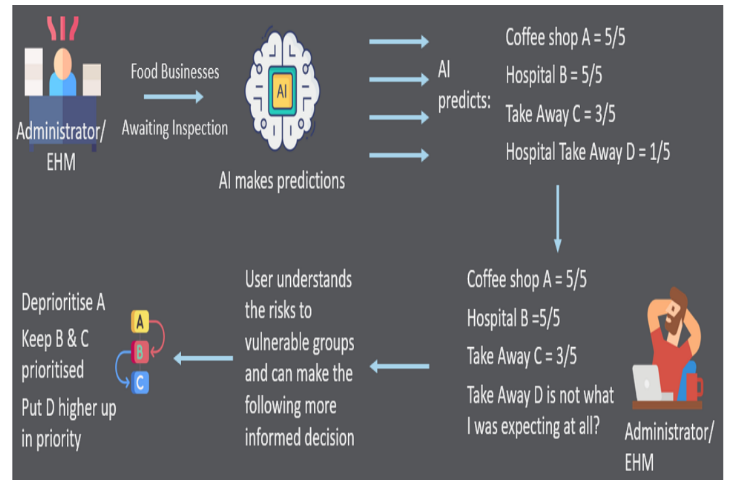 Administrator/
EHM
Food Businesses
Awaiting Inspection
AI
AI makes predictions
AI
predicts:
Coffee shop A = 5/5
Hospital B = 5/5
Take Away C = 3/5
Hospital Take Away D = 1/5
Coffee shop A = 5/5
Hospital B =5/5
Take Away C = 3/5
Take Away D is not what
I was expecting at all?
Administrator/
EHM
User understands
the risks to
vulnerable groups
and can make the
following more
informed decision
A
B
C
Deprioritise A
Keep B & C
prioritised
Put D higher up
in priority